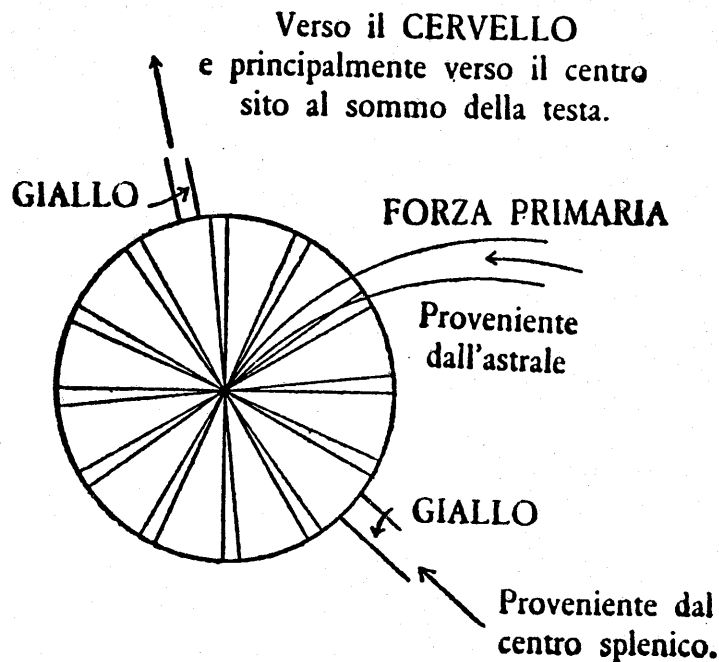 Verso il CERVELLO
e principalmente verso il centro
sito al sommo della testa.
GIALLO
FORZA PRIMARIA
Proveniente
dall'astrale
GIALLO
Proveniente dal
centro splenico.